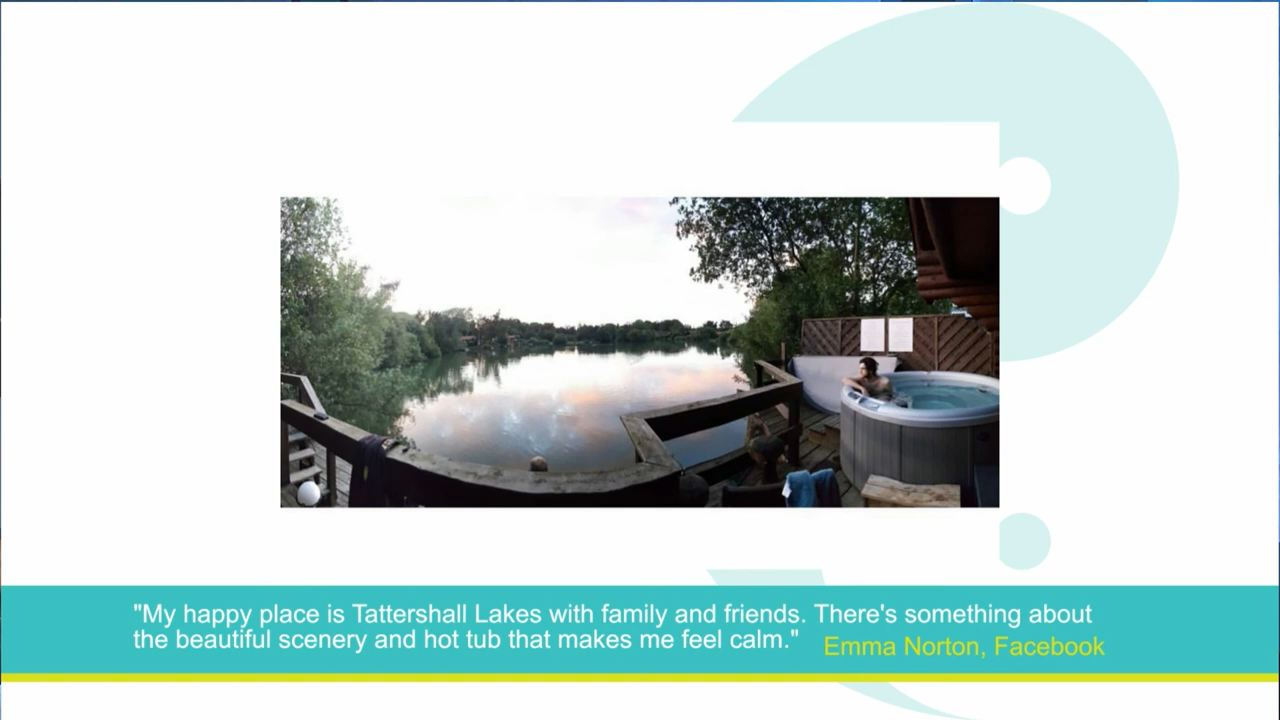 "My happy place is Tattershall Lakes with family and friends. There's something about
the beautiful scenery and hot tub that makes me feel calm."
Emma Norton, Facebook